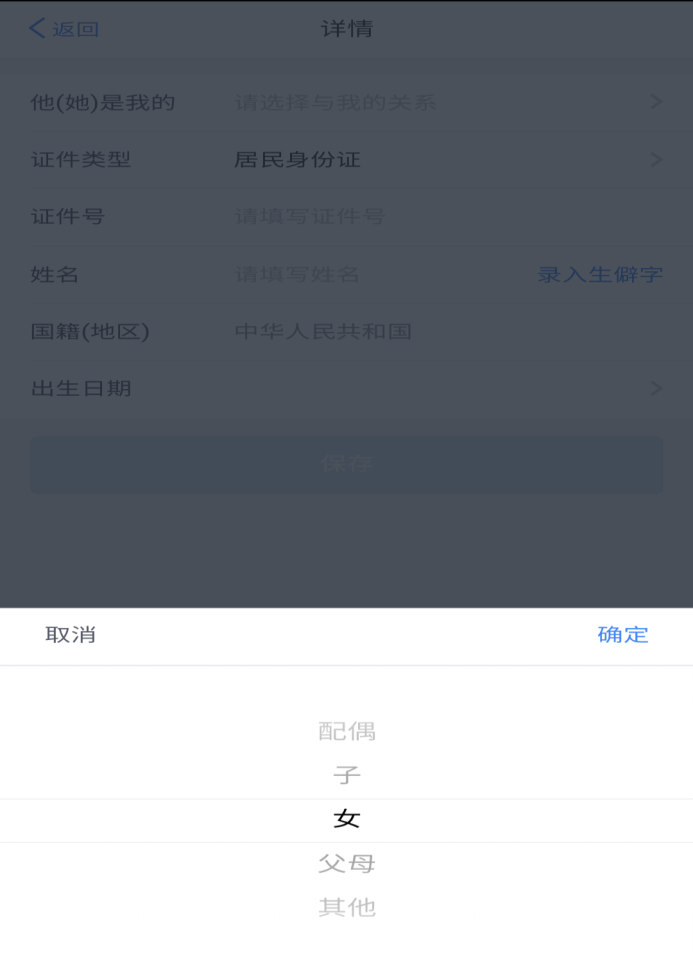 返回 详情
他(她)是我的 请选择与我的关系
证件类型 居民身份证
证件号 请填写证件号
姓名 请填写姓名 录入生僻字
国籍(地区) 中华人民共和国
出生日期
保存
取消 确定
配偶
子
女
父母
其他